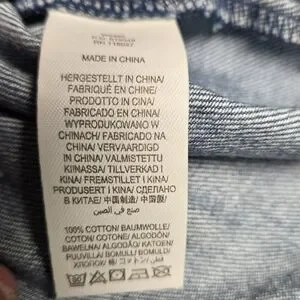 MADE IN CHINA
HERGESTELLT IN CHINA/
FABRIQUÉ EN CHINE/
PRODOTTO IN CINA/
FABRICADO EN CHINA/
WYPRODUKOWANO W
CHINACH/ FABRICADO NA
CHINA/ VERVAARDIGD
IN CHINA/ VALMISTETTU
KIINASSA/ TILLVERKAD I
KINA/ FREMSTILLET I KINA/
PRODUSERT I KINA/ СДЕЛАНО
В КИТАЕ/ 中国制造/ 中国製/
صنع في الصين
100% COTTON/ BAUMWOLLE/
COTON/ COTONE/ ALGODÓN/
BAWEŁNA/ ALGODÃO/ KATOEN/
PUUVILLA/ BOMULL/ BOMULD/